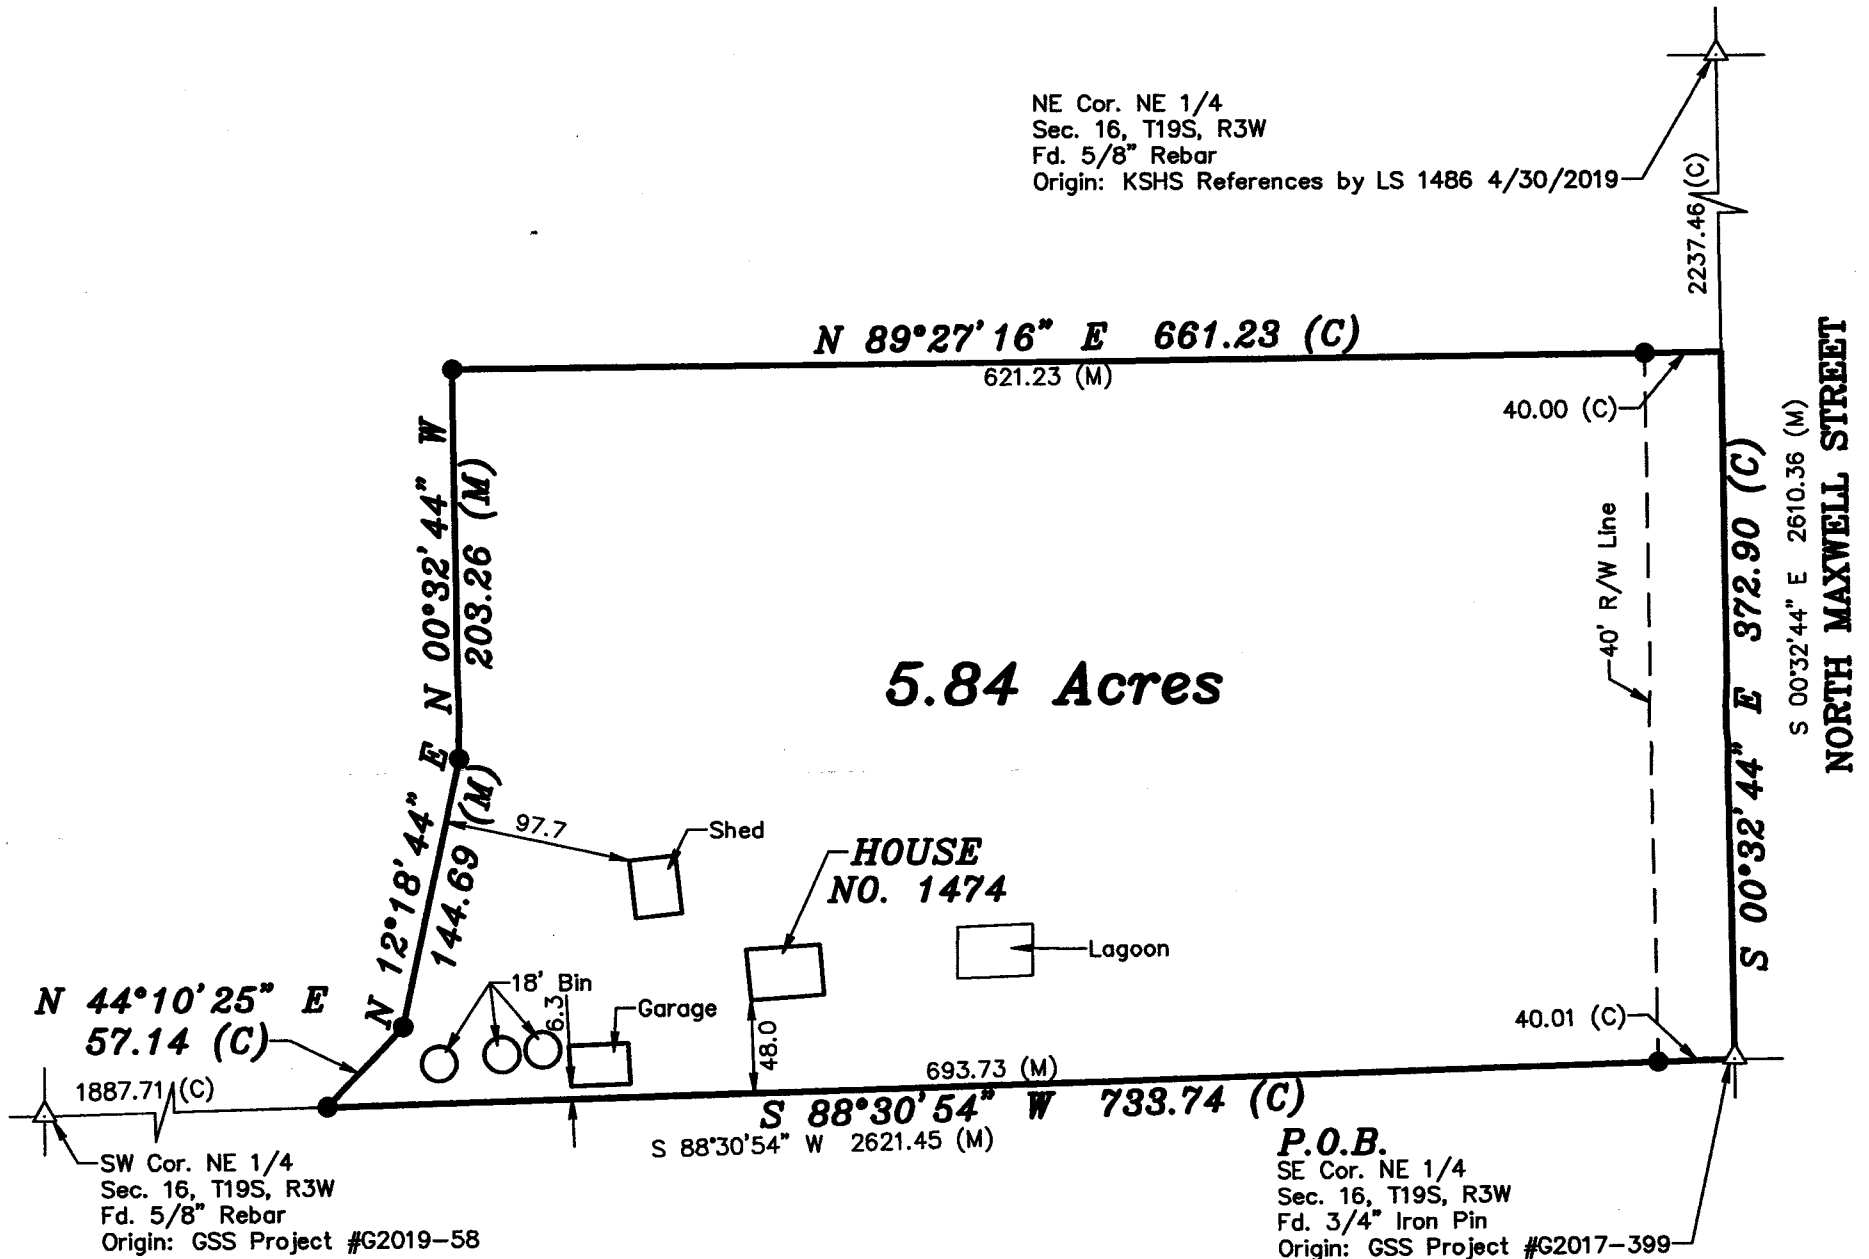 NE Cor. NE 1/4
Sec. 16, T19S, R3W
Fd. 5/8" Rebar
Origin: KSHS References by LS 1486 4/30/2019
2237.46 (C)
N 89°27'16" E 661.23 (C)
621.23 (M)
40.00 (C)
N 00°32'44" W
203.26 (M)
40' R/W Line
S 00°32'44" E 372.90 (C)
S 00°32'44" E 2610.36 (M)
NORTH MAXWELL STREET
5.84 Acres
N 12°18'44" E
144.69 (M)
97.7
Shed
HOUSE
NO. 1474
Lagoon
N 44°10'25" E
57.14 (C)
18' Bin
6.3
Garage
48.0
40.01 (C)
1887.71 (C)
693.73 (M)
S 88°30'54" W 733.74 (C)
S 88°30'54" W 2621.45 (M)
SW Cor. NE 1/4
Sec. 16, T19S, R3W
Fd. 5/8" Rebar
Origin: GSS Project #G2019-58
P.O.B.
SE Cor. NE 1/4
Sec. 16, T19S, R3W
Fd. 3/4" Iron Pin
Origin: GSS Project #G2017-399